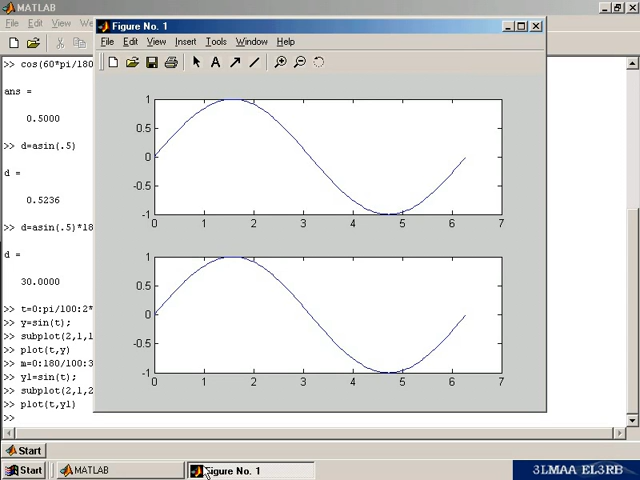 MATLAB
File Edit View We
Figure No. 1
File Edit View Insert Tools Window Help
>> cos(60*pi/180
ans =
0.5000
>> d=asin(.5)
d =
0.5236
>> d=asin(.5)*18
d =
30.0000
>> t=0:pi/100:2*
>> y=sin(t);
>> subplot(2,1,1
>> plot(t,y)
>> m=0:180/100:3
>> y1=sin(t);
>> subplot(2,1,2
>> plot(t,y1)
>>
1
0.5
0
-0.5
-1
0 1 2 3 4 5 6 7
1
0.5
0
-0.5
-1
0 1 2 3 4 5 6 7
Start
Start MATLAB Figure No. 1
3LMAA EL3RB